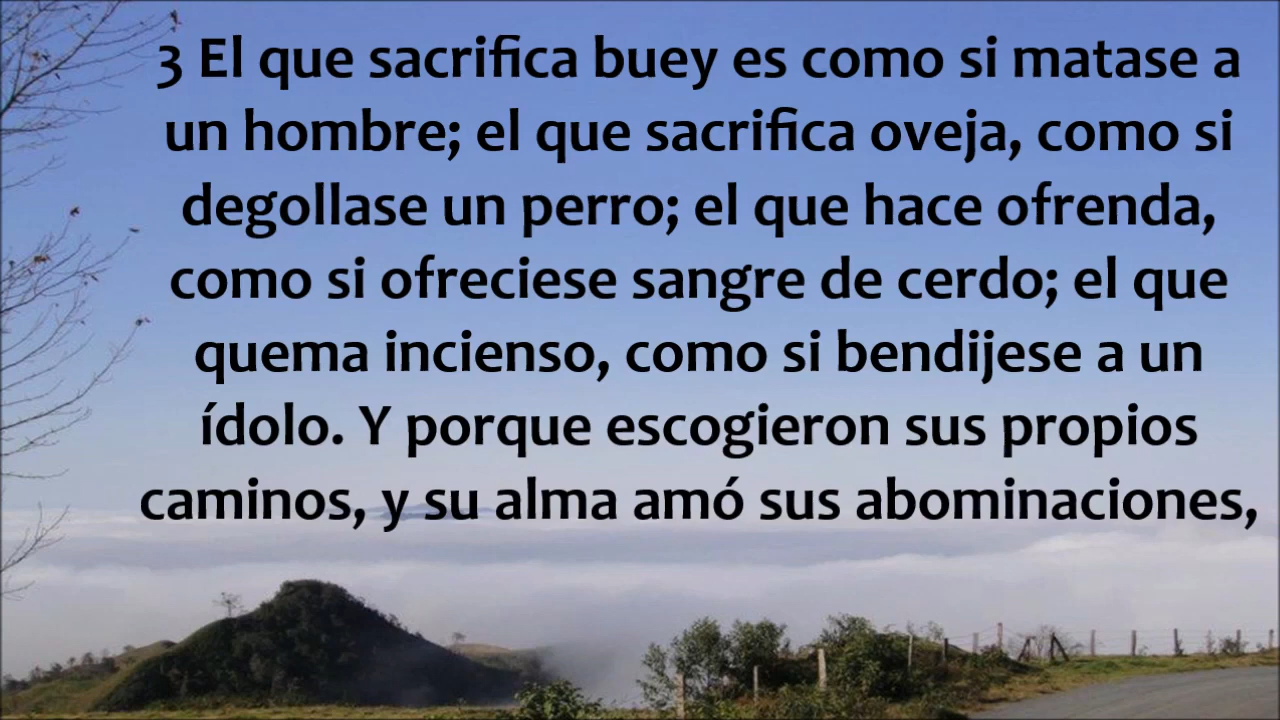 3 El que sacrifica buey es como si matase a
un hombre; el que sacrifica oveja, como si
degollase un perro; el que hace ofrenda,
como si ofreciese sangre de cerdo; el que
quema incienso, como si bendijese a un
ídolo. Y porque escogieron sus propios
caminos, y su alma amó sus abominaciones,